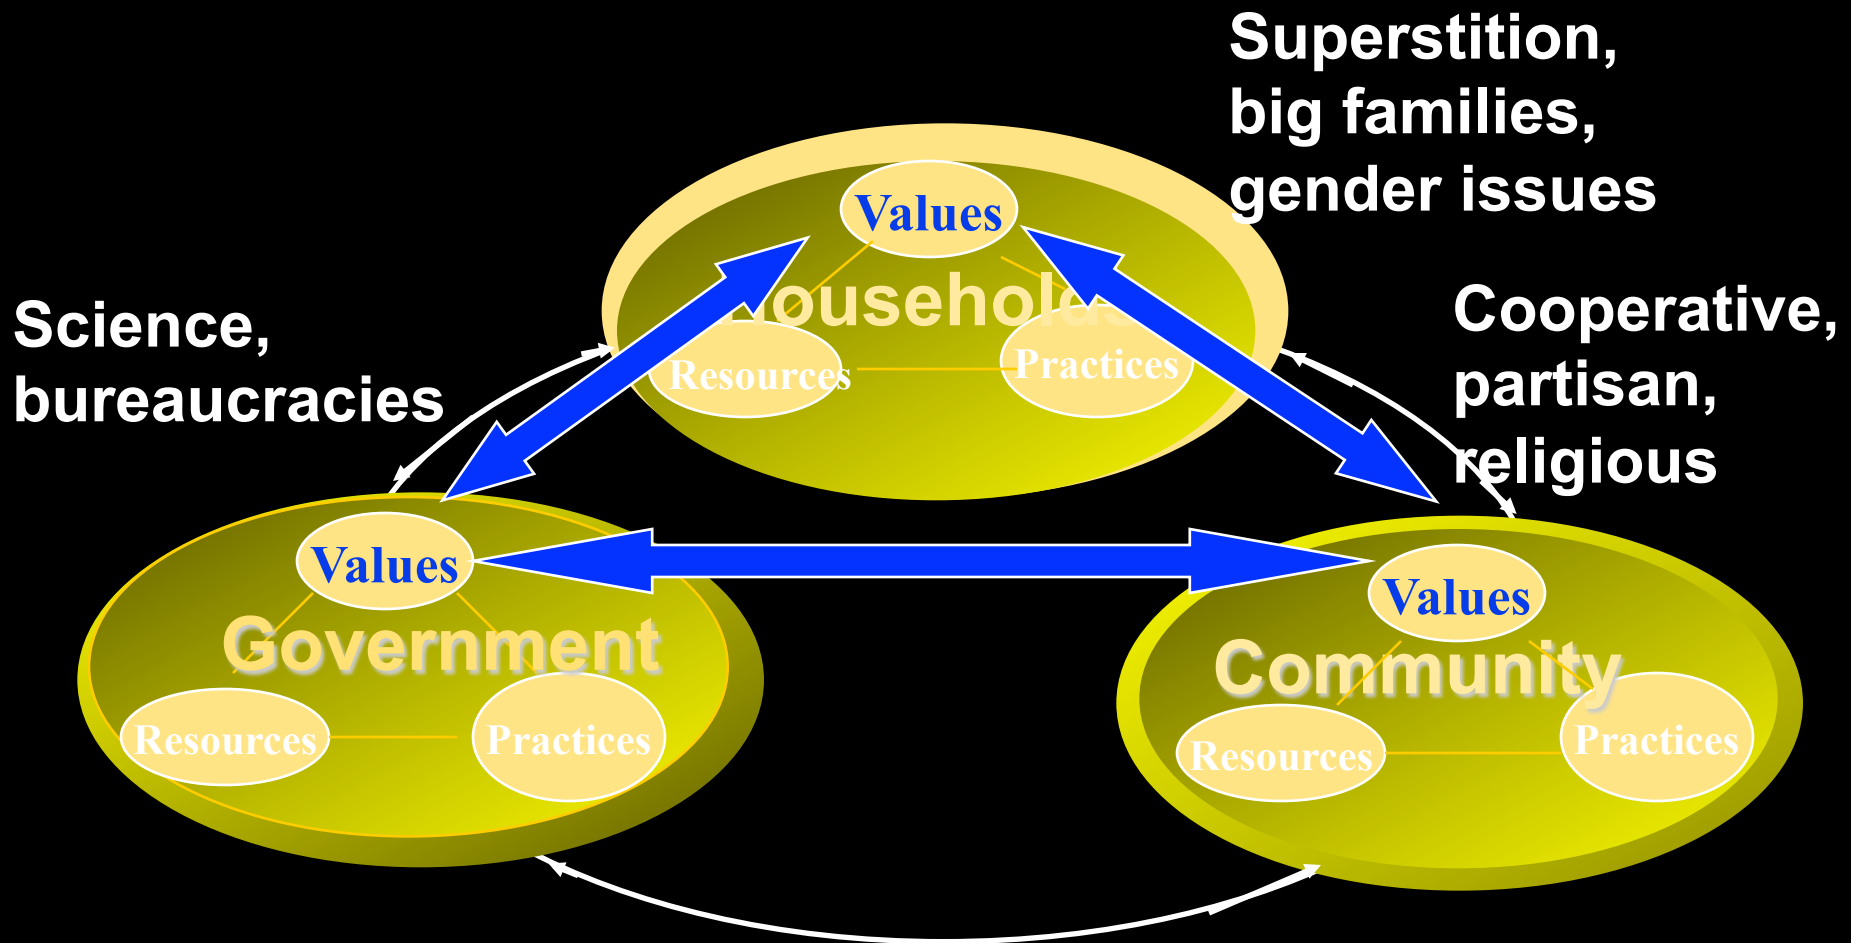 Superstition,
big families,
gender issues
Values
Households
Resources
Practices
Science,
bureaucracies
Cooperative,
partisan,
religious
Values
Government
Resources
Practices
Values
Community
Resources
Practices